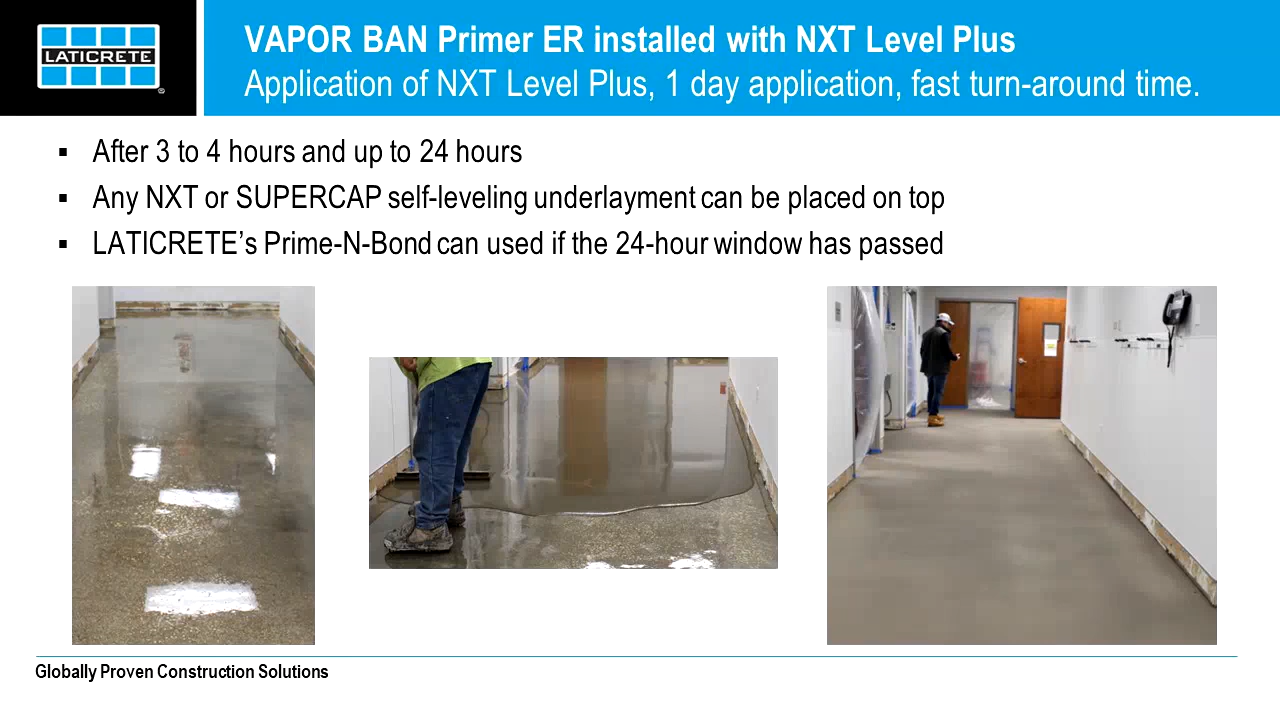 LATICRETE
VAPOR BAN Primer ER installed with NXT Level Plus
Application of NXT Level Plus, 1 day application, fast turn-around time.
▪ After 3 to 4 hours and up to 24 hours
▪ Any NXT or SUPERCAP self-leveling underlayment can be placed on top
▪ LATICRETE’s Prime-N-Bond can used if the 24-hour window has passed
Globally Proven Construction Solutions